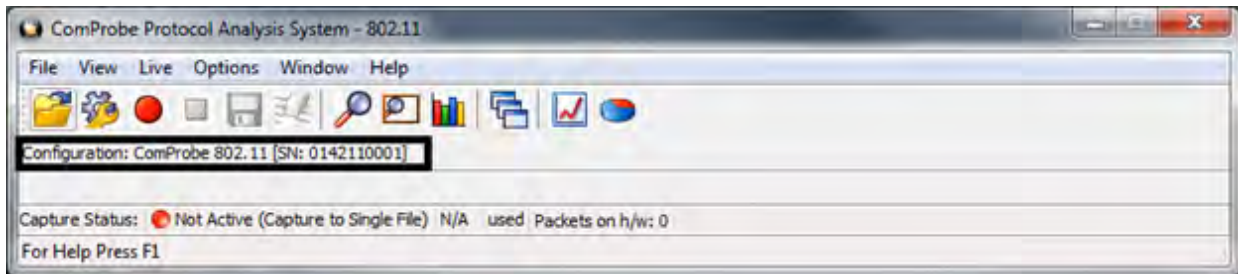 ComProbe Protocol Analysis System - 802.11
File View Live Options Window Help
Configuration: ComProbe 802.11 [SN: 0142110001]
Capture Status: Not Active (Capture to Single File) N/A used Packets on h/w: 0
For Help Press F1